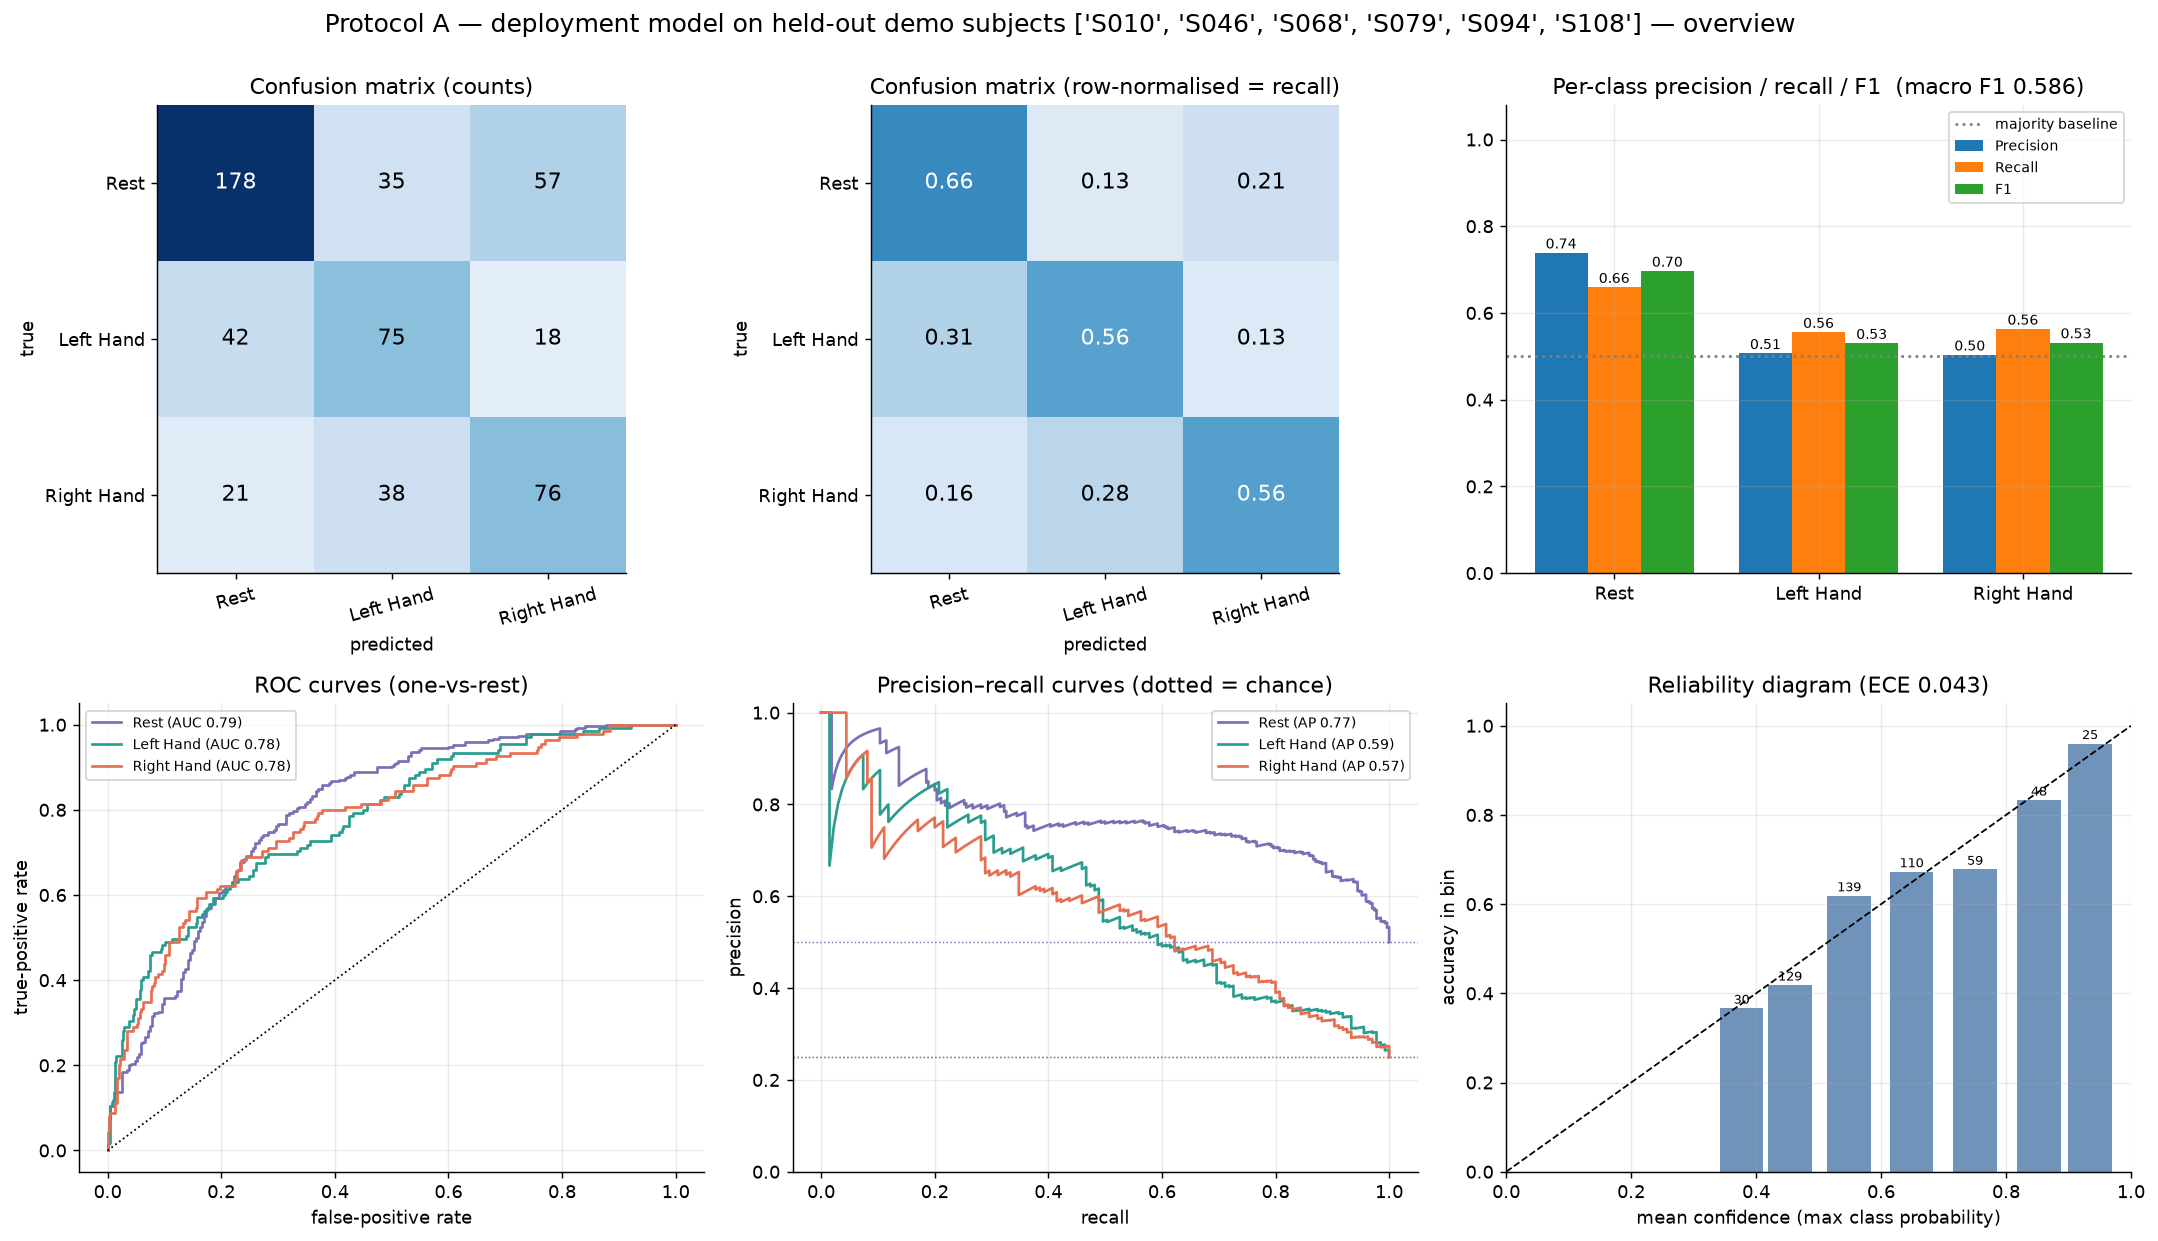 Protocol A — deployment model on held-out demo subjects ['S010', 'S046', 'S068', 'S079', 'S094', 'S108'] — overview
Confusion matrix (counts)
true
Rest
Left Hand
Right Hand
178 35 57
42 75 18
21 38 76
Rest Left Hand Right Hand
predicted
Confusion matrix (row-normalised = recall)
true
Rest
Left Hand
Right Hand
0.66 0.13 0.21
0.31 0.56 0.13
0.16 0.28 0.56
Rest Left Hand Right Hand
predicted
Per-class precision / recall / F1 (macro F1 0.586)
majority baseline
Precision
Recall
F1
1.0
0.8
0.6
0.4
0.2
0.0
0.74 0.66 0.70
0.51 0.56 0.53
0.50 0.56 0.53
Rest Left Hand Right Hand
ROC curves (one-vs-rest)
Rest (AUC 0.79)
Left Hand (AUC 0.78)
Right Hand (AUC 0.78)
true-positive rate
1.0
0.8
0.6
0.4
0.2
0.0
0.0 0.2 0.4 0.6 0.8 1.0
false-positive rate
Precision–recall curves (dotted = chance)
Rest (AP 0.77)
Left Hand (AP 0.59)
Right Hand (AP 0.57)
precision
1.0
0.8
0.6
0.4
0.2
0.0
0.0 0.2 0.4 0.6 0.8 1.0
recall
Reliability diagram (ECE 0.043)
accuracy in bin
1.0
0.8
0.6
0.4
0.2
0.0
30 129 139 110 59 48 25
0.0 0.2 0.4 0.6 0.8 1.0
mean confidence (max class probability)